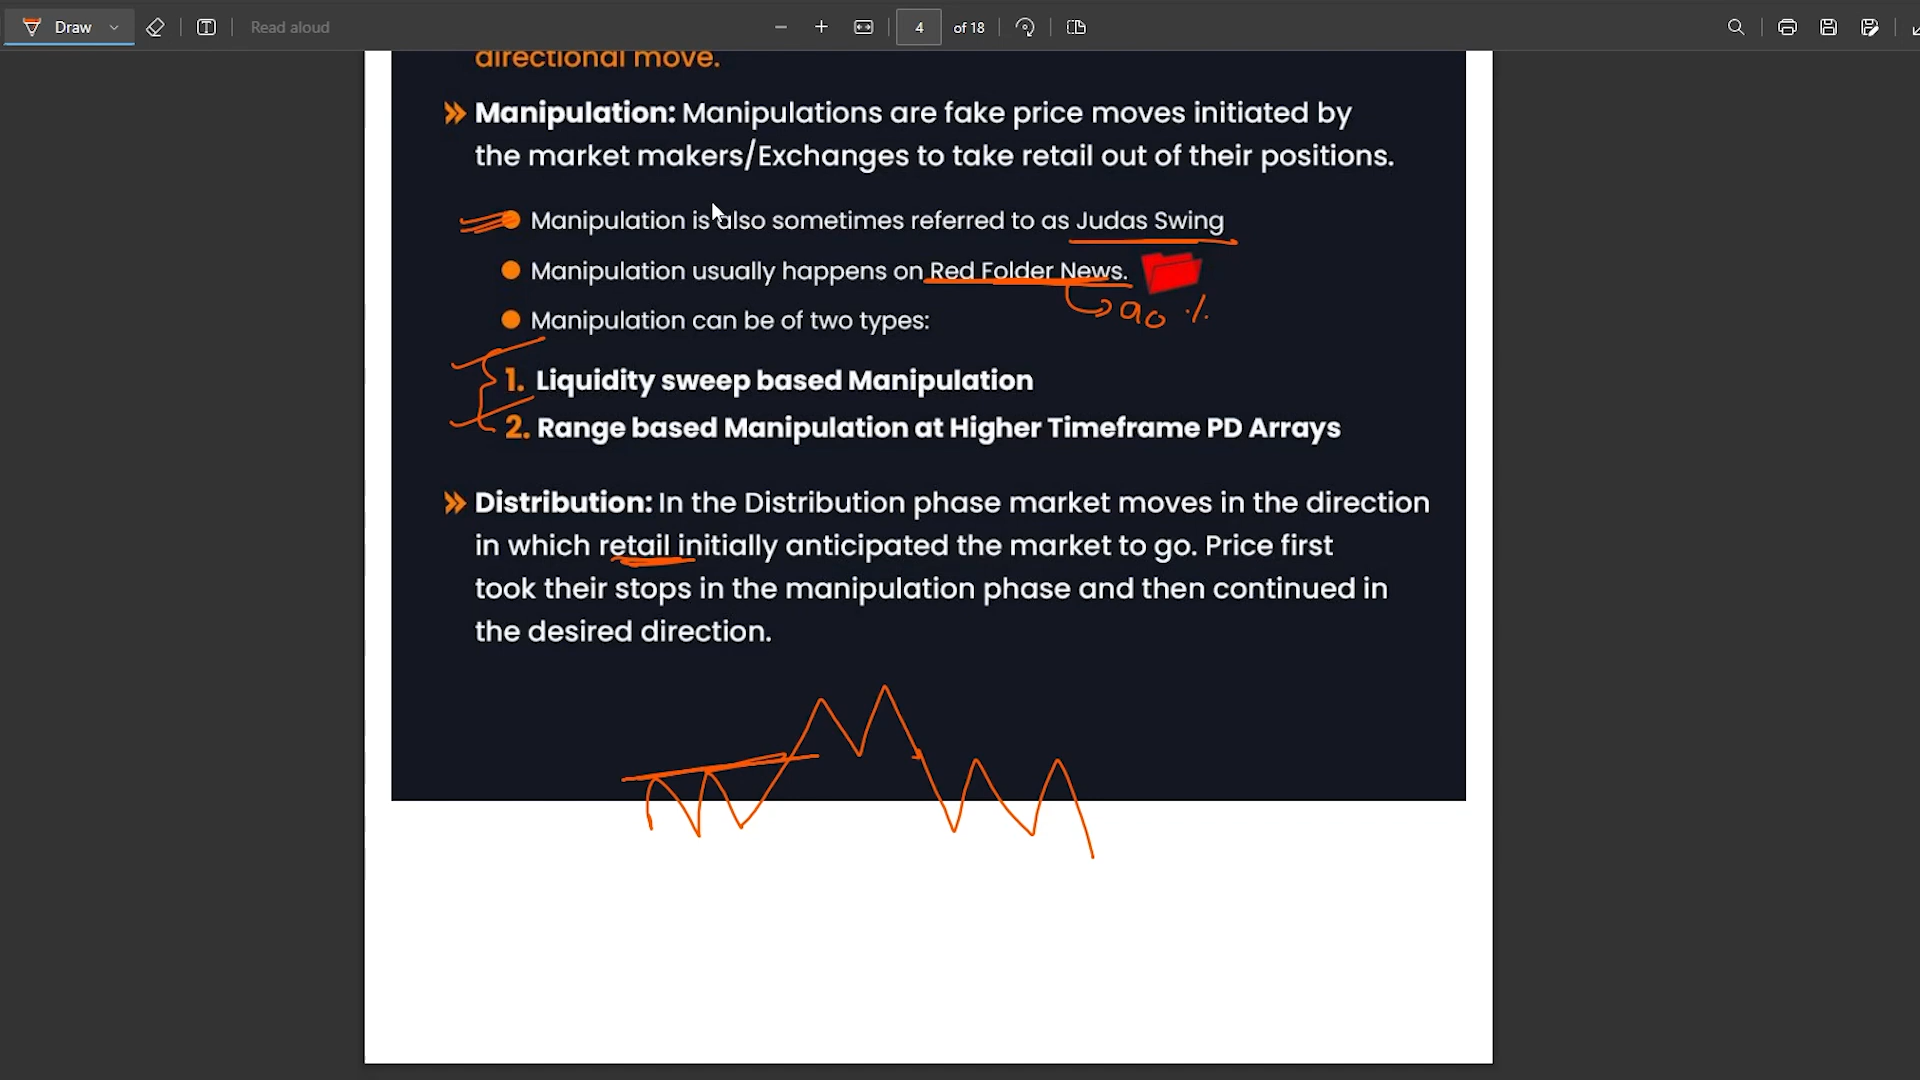 Draw
Read aloud
4 of 18
directional move.
Manipulation: Manipulations are fake price moves initiated by
the market makers/Exchanges to take retail out of their positions.
Manipulation is also sometimes referred to as Judas Swing
Manipulation usually happens on Red Folder News.
90 %
Manipulation can be of two types:
1. Liquidity sweep based Manipulation
2. Range based Manipulation at Higher Timeframe PD Arrays
Distribution: In the Distribution phase market moves in the direction
in which retail initially anticipated the market to go. Price first
took their stops in the manipulation phase and then continued in
the desired direction.